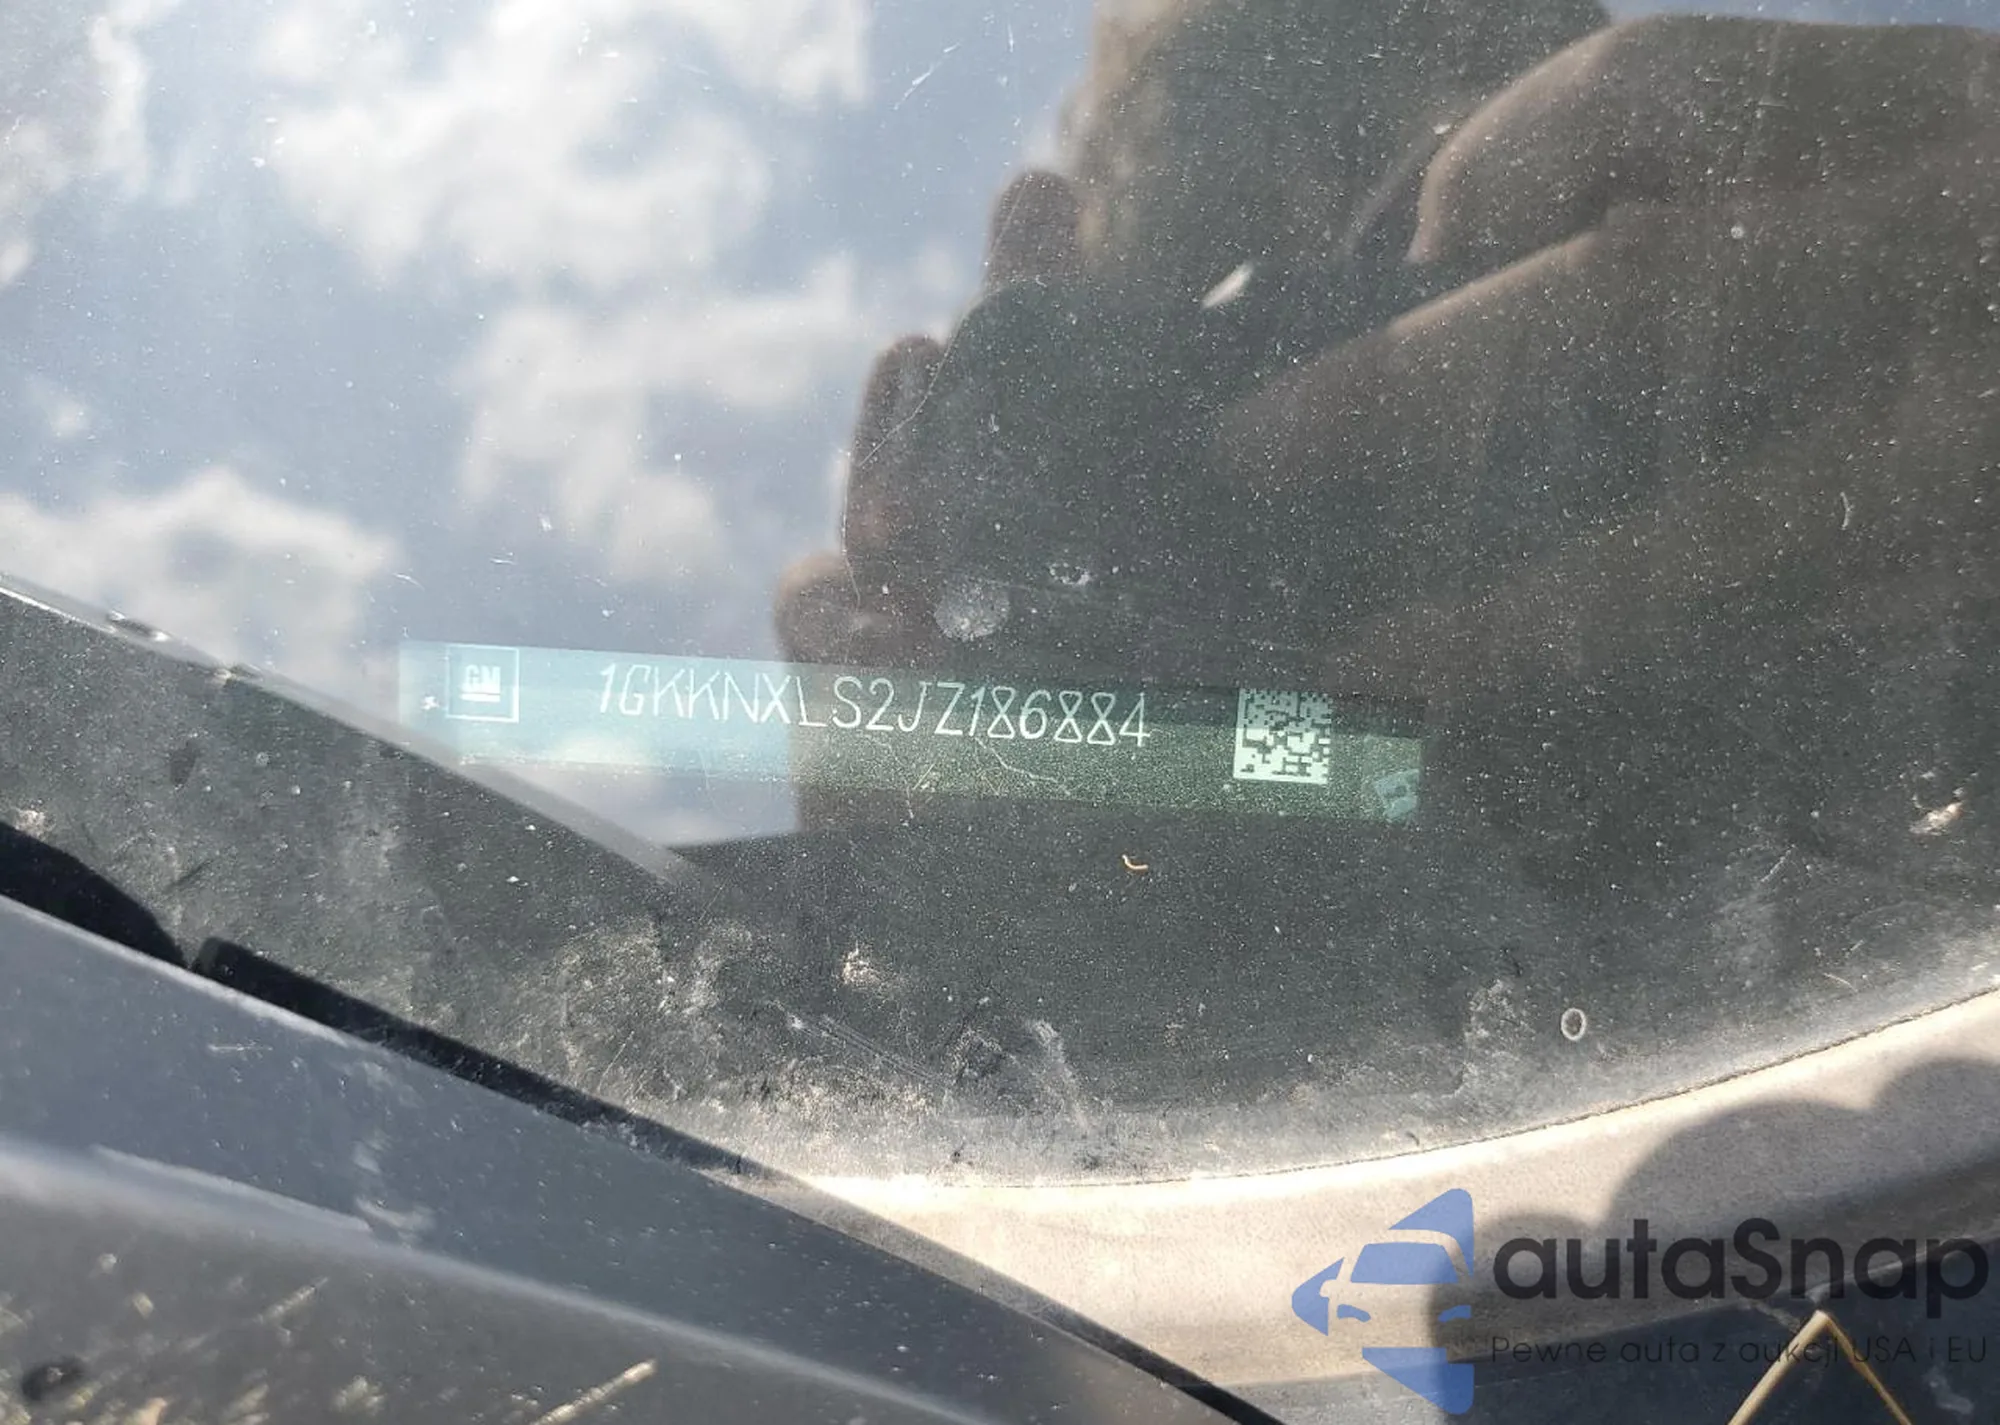 GM 1GKKNXLS2JZ186884
autaSnap
Pewne auta z aukcji USA i EU